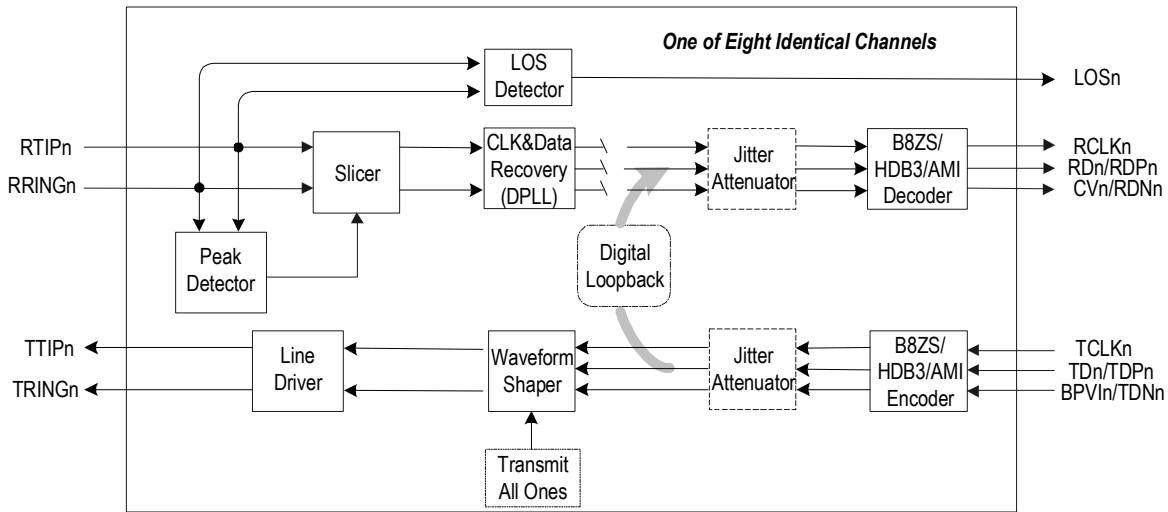 One of Eight Identical Channels
LOS
Detector
LOSn
RTIPn
RRINGn
Slicer
CLK&Data
Recovery
(DPLL)
Jitter
Attenuator
B8ZS/
HDB3/AMI
Decoder
RCLKn
RDn/RDPn
CVn/RDNn
Peak
Detector
Digital
Loopback
TTIPn
TRINGn
Line
Driver
Waveform
Shaper
Jitter
Attenuator
B8ZS/
HDB3/AMI
Encoder
TCLKn
TDn/TDPn
BPVIn/TDNn
Transmit
All Ones